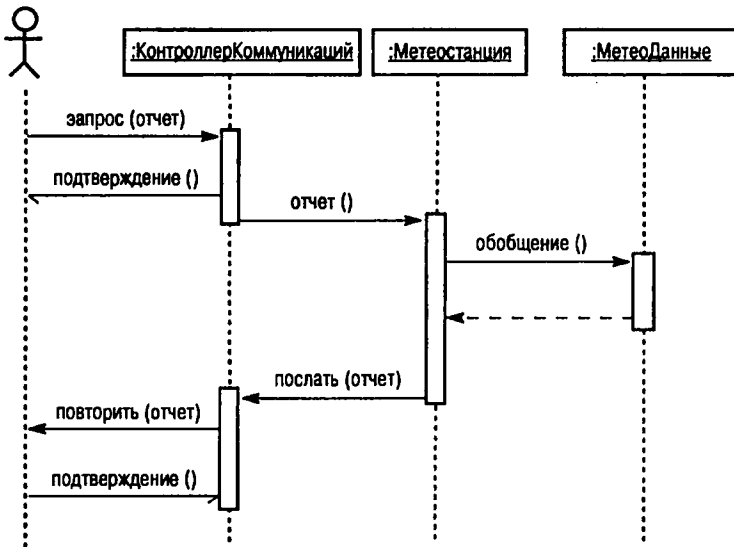 :КонтроллерКоммуникаций
:Метеостанция
:МетеоДанные
запрос (отчет)
подтверждение ()
отчет ()
обобщение ()
послать (отчет)
повторить (отчет)
подтверждение ()